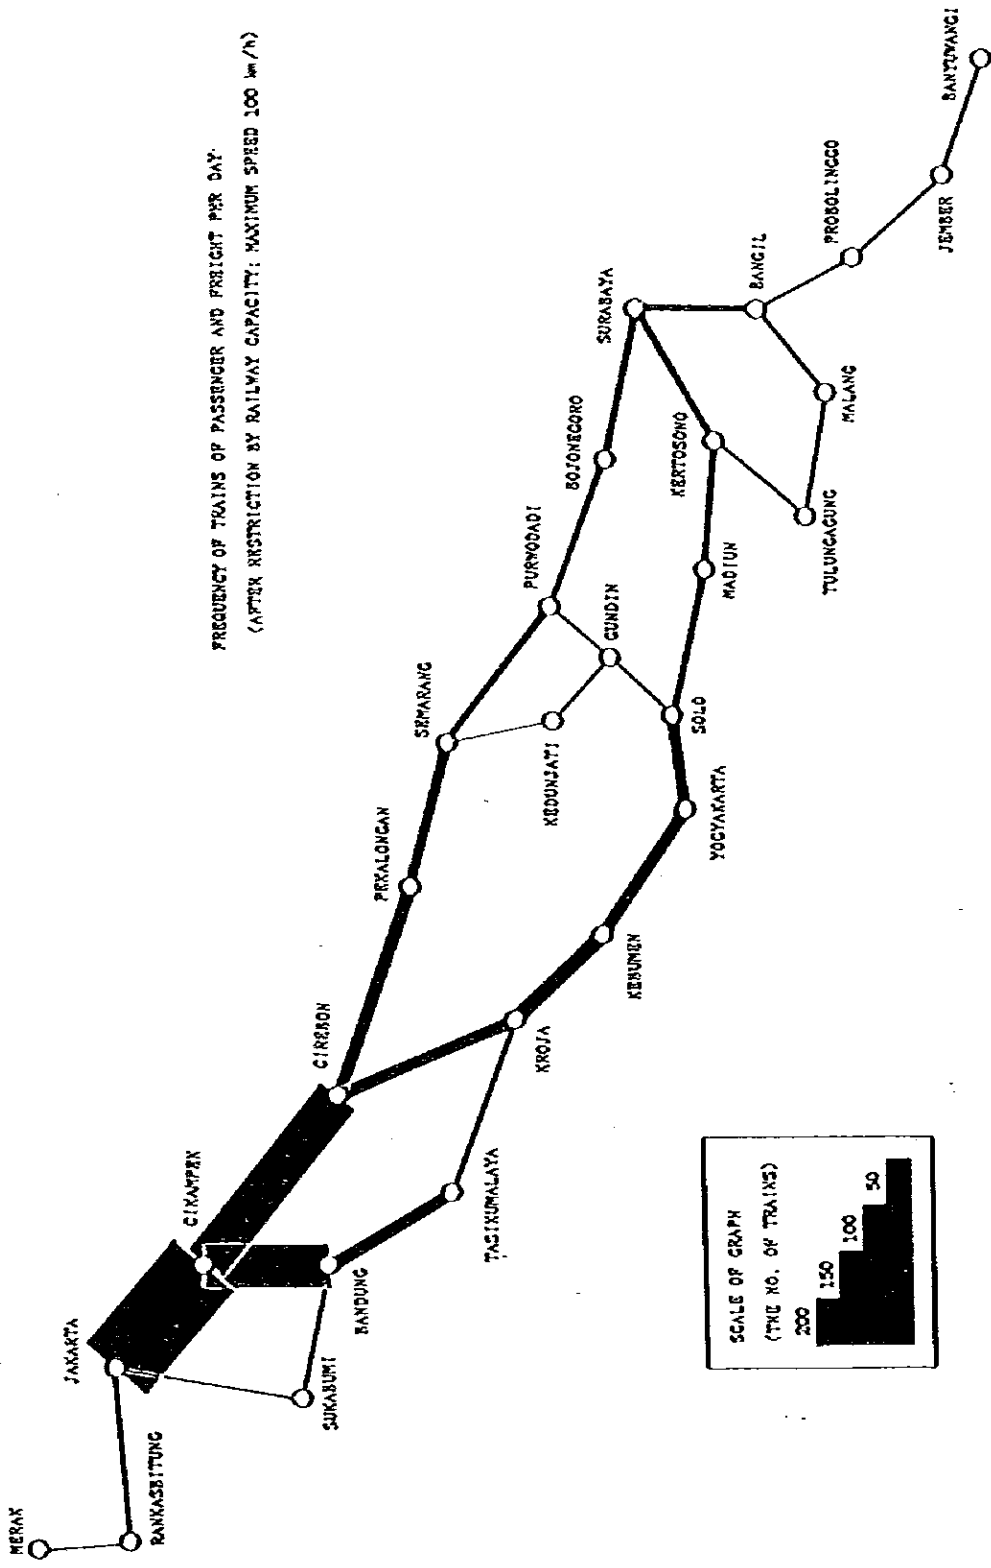 FREQUENCY OF TRAINS OF PASSENGER AND FREIGHT PER DAY
(AFTER RESTRICTION BY RAILWAY CAPACITY: MAXIMUM SPEED 100 km/h)
MERAK
RANKASBITUNG
JAKARTA
SUKABUMI
CIKAMPEK
BANDUNG
TASIKUMALAYA
CIREBON
KROJA
KEBUMEN
PEKALONGAN
YOGYAKARTA
SEMARANG
KEDUNJATI
SOLO
GUNDIN
PURWODADI
MADIUN
BOJONEGORO
KERTOSONO
TULUNGAGUNG
SURABAYA
MALANG
BANGIL
PROBOLINGGO
JEMBER
BANYUWANGI
SCALE OF GRAPH
(THE NO. OF TRAINS)
200
150
100
50